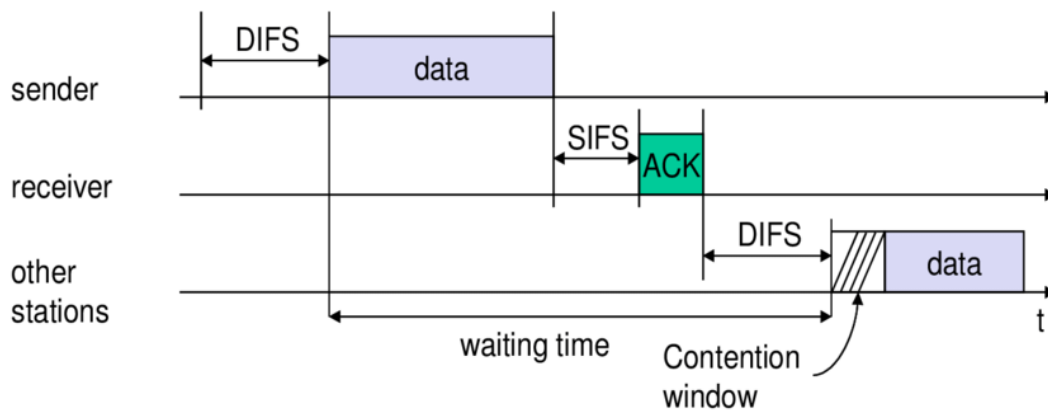 DIFS
data
sender
SIFS
ACK
receiver
DIFS
data
other
stations
t
waiting time
Contention
window